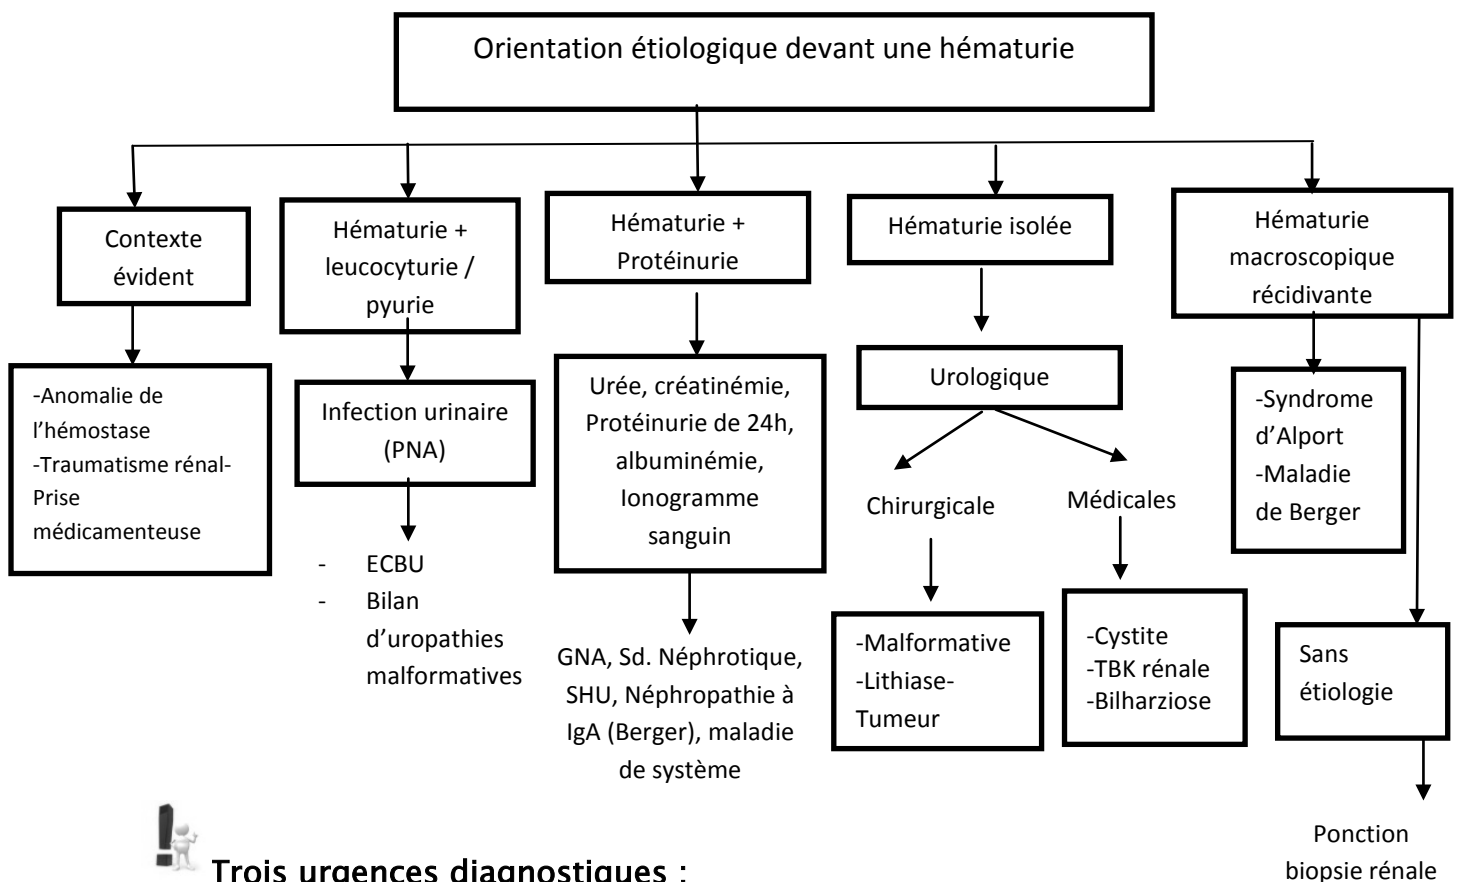 Orientation étiologique devant une hématurie
Contexte
évident
-Anomalie de
l’hémostase
-Traumatisme rénal-
Prise
médicamenteuse
Hématurie +
leucocyturie /
pyurie
Infection urinaire
(PNA)
- ECBU
- Bilan
d’uropathies
malformatives
Hématurie +
Protéinurie
Urée, créatinémie,
Protéinurie de 24h,
albuminémie,
Ionogramme
sanguin
GNA, Sd. Néphrotique,
SHU, Néphropathie à
IgA (Berger), maladie
de système
Hématurie isolée
Urologique
Chirurgicale
-Malformative
-Lithiase-
Tumeur
Médicales
-Cystite
-TBK rénale
-Bilharziose
Hématurie
macroscopique
récidivante
-Syndrome
d’Alport
-Maladie
de Berger
Sans
étiologie
Ponction
biopsie rénale
Trois urgences diagnostiques :